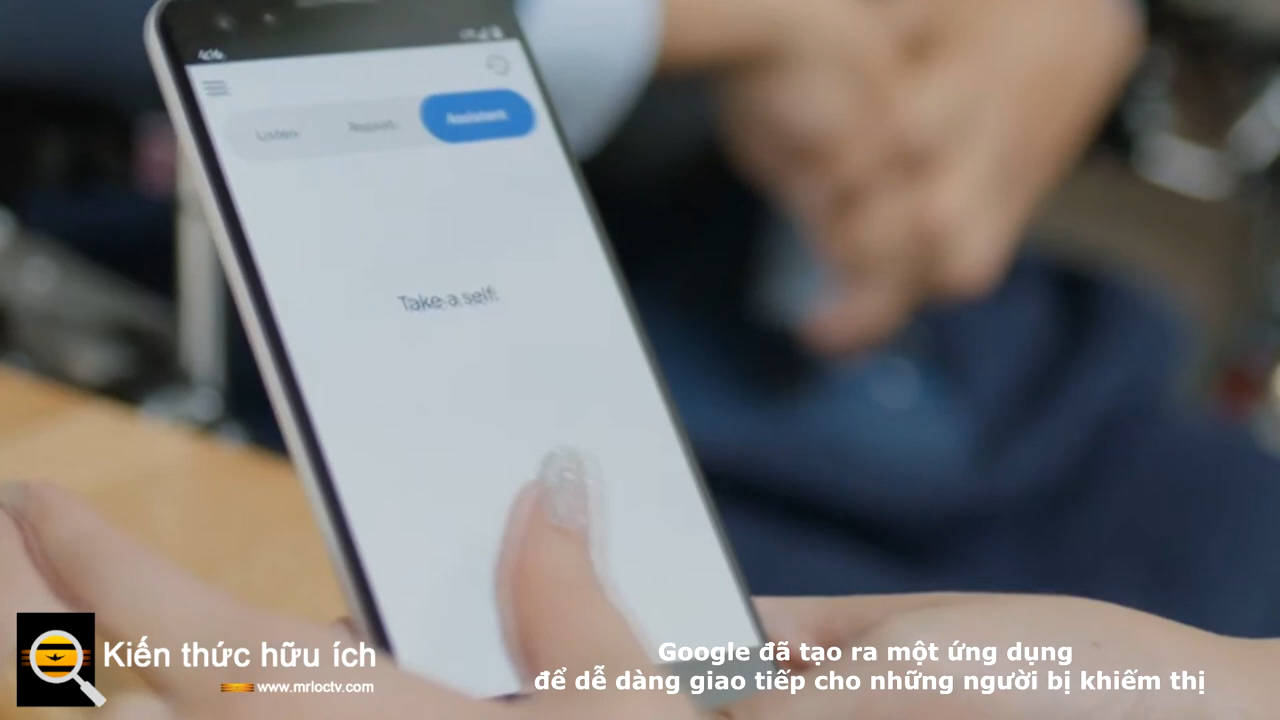 Listen
Repeat
Assistant
Take a selfi
Kiến thức hữu ích
www.mrloctv.com
Google đã tạo ra một ứng dụng
để dễ dàng giao tiếp cho những người bị khiếm thị